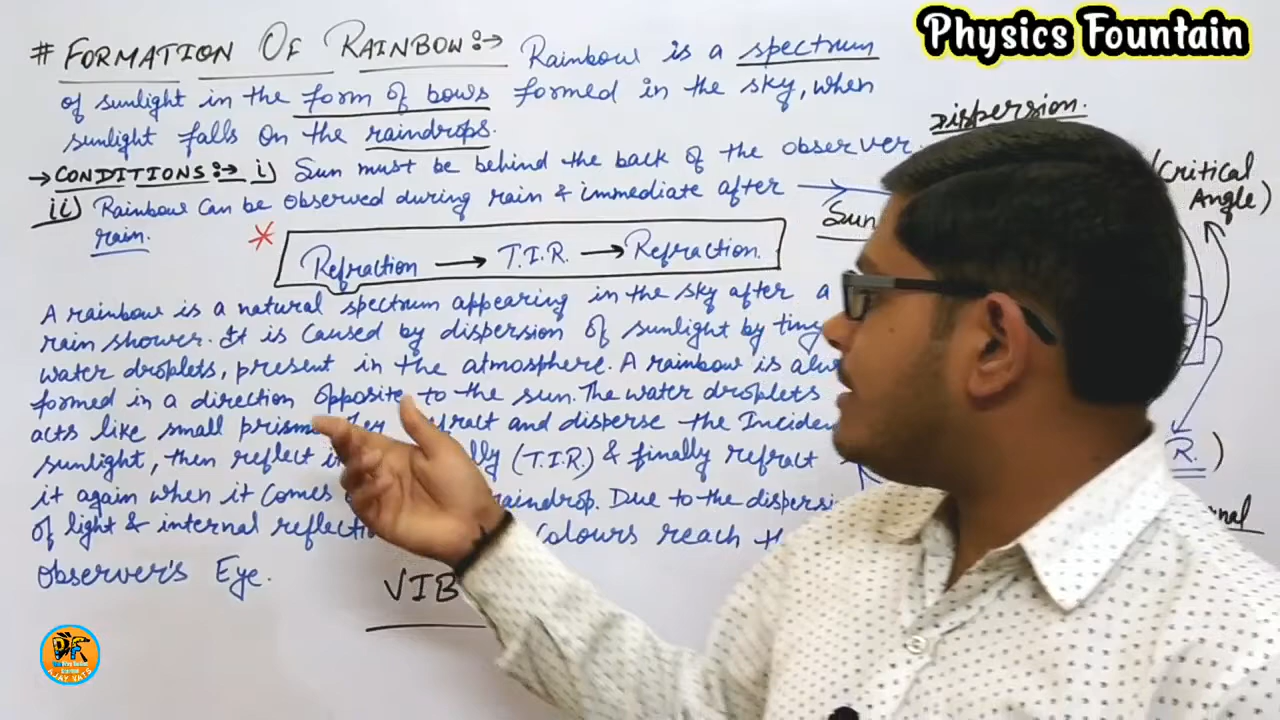 Physics Fountain
# FORMATION OF RAINBOW :→ Rainbow is a spectrum
of sunlight in the form of bows formed in the sky, when
sunlight falls on the raindrops.
Dispersion.
→ CONDITIONS :→ i) Sun must be behind the back of the observer.
ii) Rainbow can be observed during rain & immediate after
rain.
(Critical
Angle)
Sun
* Refraction → T.I.R. → Refraction.
A rainbow is a natural spectrum appearing in the sky after a
rain shower. It is caused by dispersion of sunlight by tiny
water droplets, present in the atmosphere. A rainbow is
formed in a direction opposite to the sun. The water droplets
acts like small and disperse the
sunlight, then reflect (T.I.R.) & finally refract
R.)
it again when it comes raindrop. Due to the
of light & internal colours reach
Observer's Eye.
PF
AJAY VATS